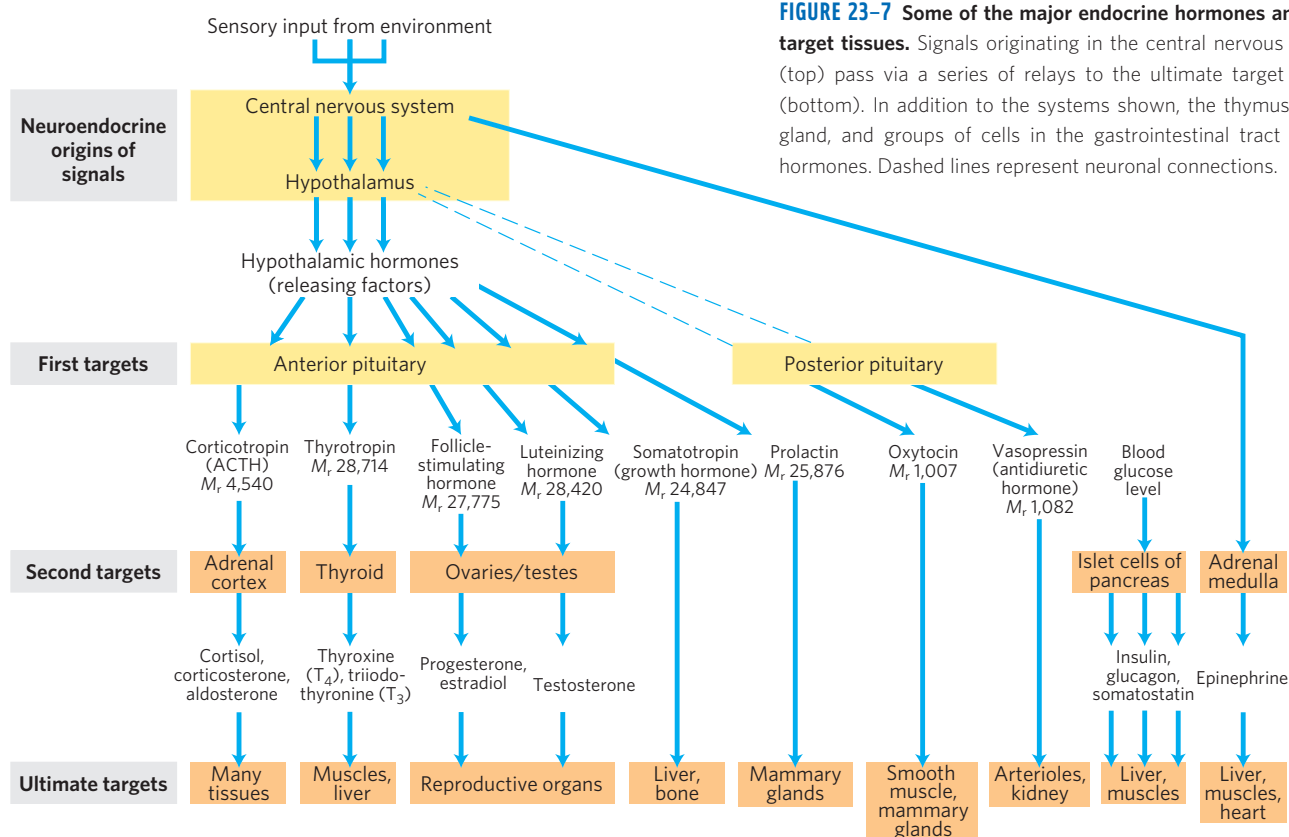 Sensory input from environment
FIGURE 23–7 Some of the major endocrine hormones
target tissues. Signals originating in the central nervous
(top) pass via a series of relays to the ultimate target
(bottom). In addition to the systems shown, the thymus
gland, and groups of cells in the gastrointestinal tract
hormones. Dashed lines represent neuronal connections.
Neuroendocrine
origins of
signals
Central nervous system
Hypothalamus
Hypothalamic hormones
(releasing factors)
First targets
Anterior pituitary
Posterior pituitary
Corticotropin
(ACTH)
Mr 4,540
Thyrotropin
Mr 28,714
Follicle-
stimulating
hormone
Mr 27,775
Luteinizing
hormone
Mr 28,420
Somatotropin
(growth hormone)
Mr 24,847
Prolactin
Mr 25,876
Oxytocin
Mr 1,007
Vasopressin
(antidiuretic
hormone)
Mr 1,082
Blood
glucose
level
Second targets
Adrenal
cortex
Thyroid
Ovaries/testes
Islet cells of
pancreas
Adrenal
medulla
Cortisol,
corticosterone,
aldosterone
Thyroxine
(T4), triiodo-
thyronine (T3)
Progesterone,
estradiol
Testosterone
Insulin,
glucagon,
somatostatin
Epinephrine
Ultimate targets
Many
tissues
Muscles,
liver
Reproductive organs
Liver,
bone
Mammary
glands
Smooth
muscle,
mammary
glands
Arterioles,
kidney
Liver,
muscles
Liver,
muscles,
heart